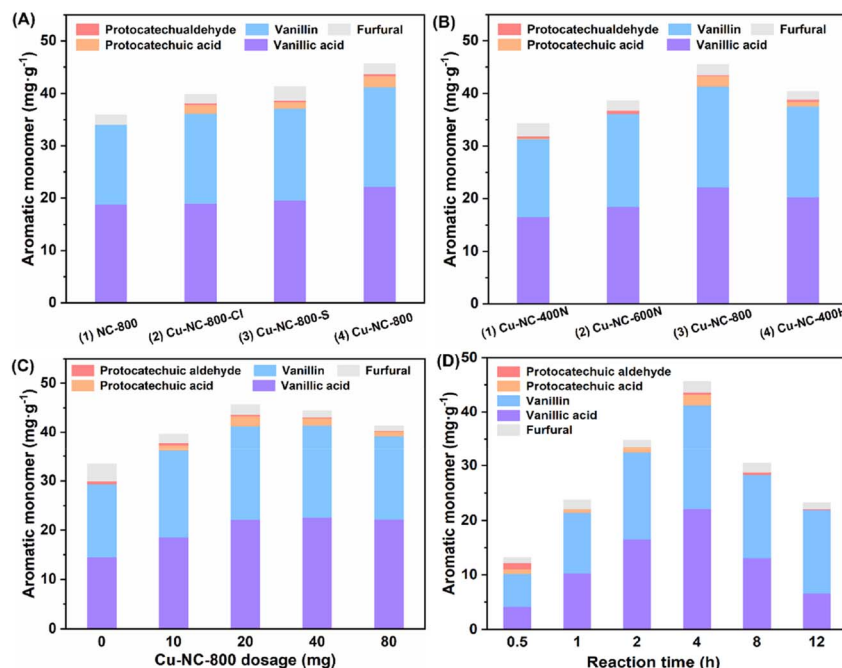 (A)
Protocatechualdehyde
Vanillin
Furfural
Protocatechuic acid
Vanillic acid
Aromatic monomer (mg·g⁻¹)
50
40
30
20
10
0
(1) NC-800
(2) Cu-NC-800-Cl
(3) Cu-NC-800-S
(4) Cu-NC-800
(B)
Protocatechualdehyde
Vanillin
Furfural
Protocatechuic acid
Vanillic acid
Aromatic monomer (mg·g⁻¹)
50
40
30
20
10
0
(1) Cu-NC-400N
(2) Cu-NC-600N
(3) Cu-NC-800
(4) Cu-NC-400H
(C)
Protocatechuic aldehyde
Vanillin
Furfural
Protocatechuic acid
Vanillic acid
Aromatic monomer (mg·g⁻¹)
50
40
30
20
10
0
0 10 20 40 80
Cu-NC-800 dosage (mg)
(D)
Protocatechuic aldehyde
Protocatechuic acid
Vanillin
Vanillic acid
Furfural
Aromatic monomer (mg·g⁻¹)
50
40
30
20
10
0
0.5 1 2 4 8 12
Reaction time (h)